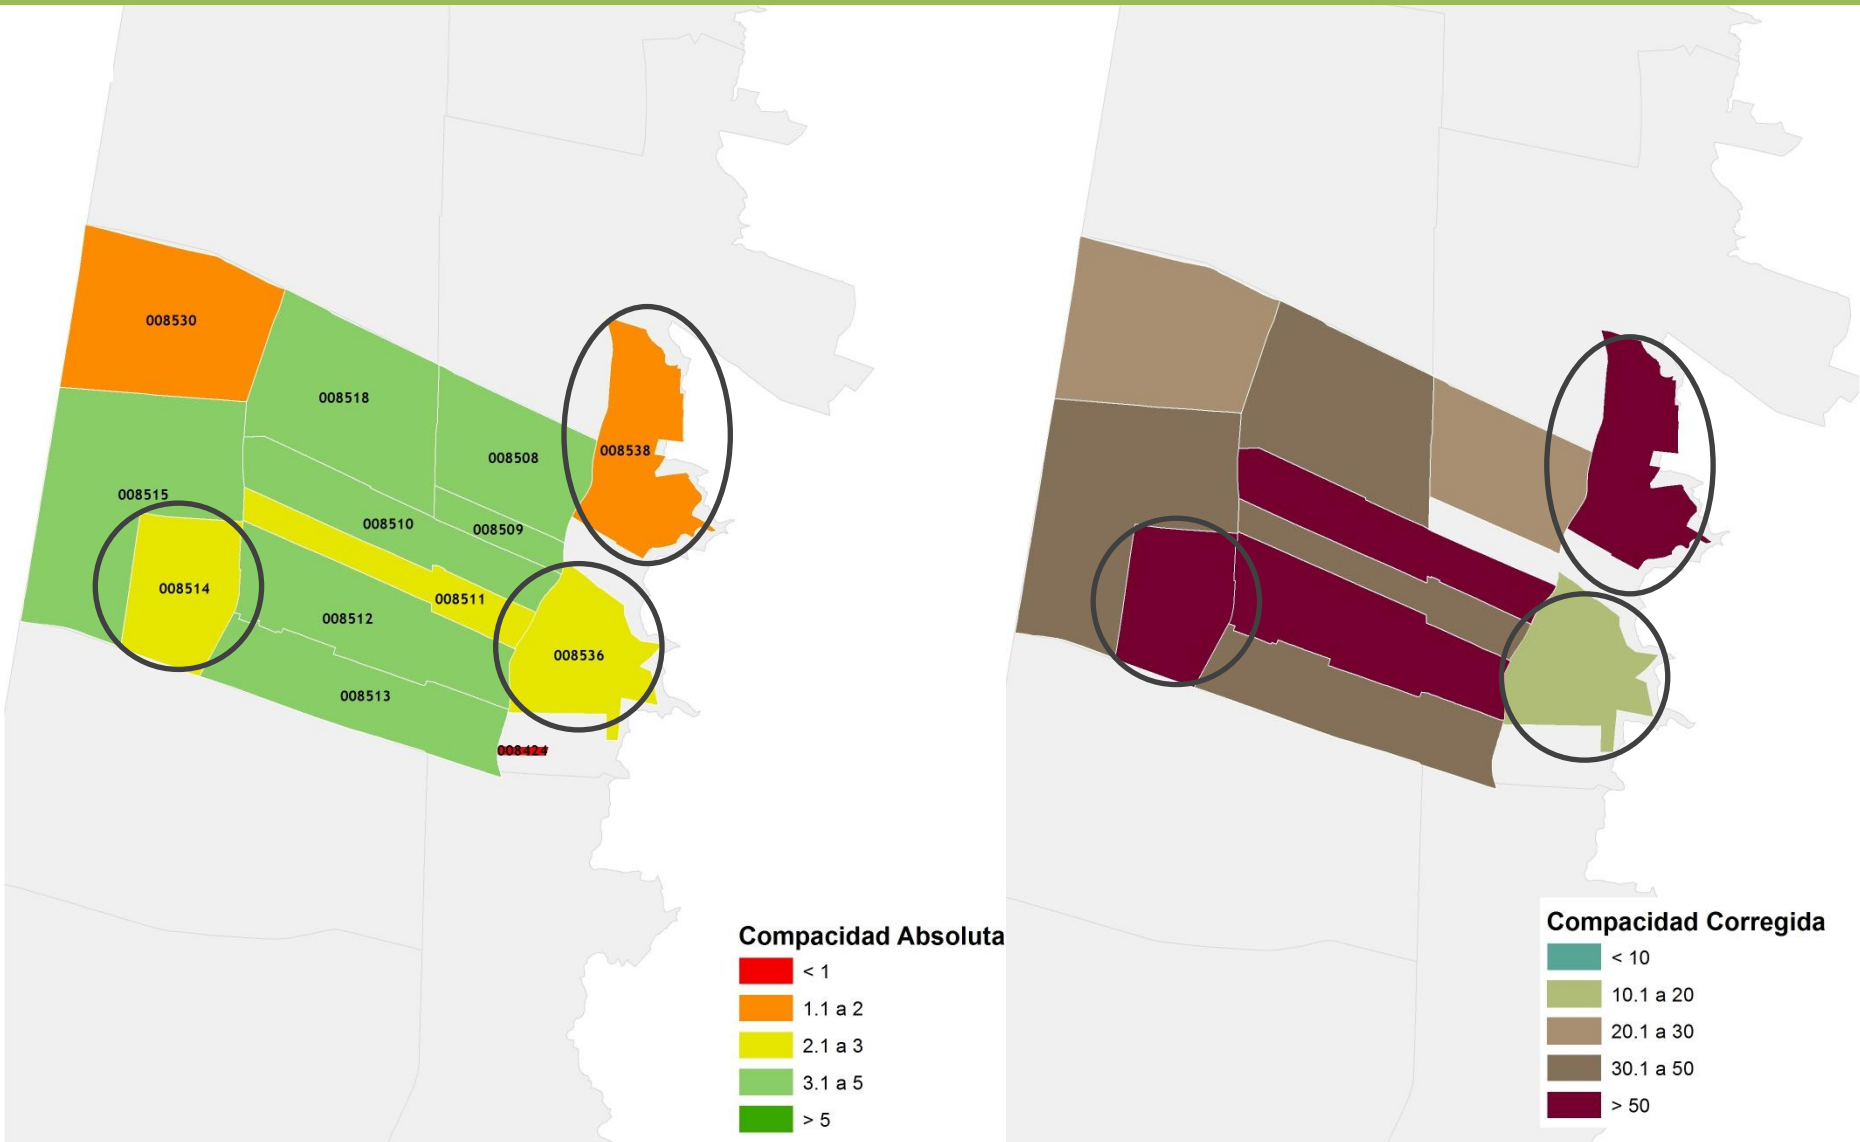 008530
008518
008538
008508
008515
008510
008509
008514
008511
008512
008536
008513
008424
Compacidad Absoluta
< 1
1.1 a 2
2.1 a 3
3.1 a 5
> 5
Compacidad Corregida
< 10
10.1 a 20
20.1 a 30
30.1 a 50
> 50